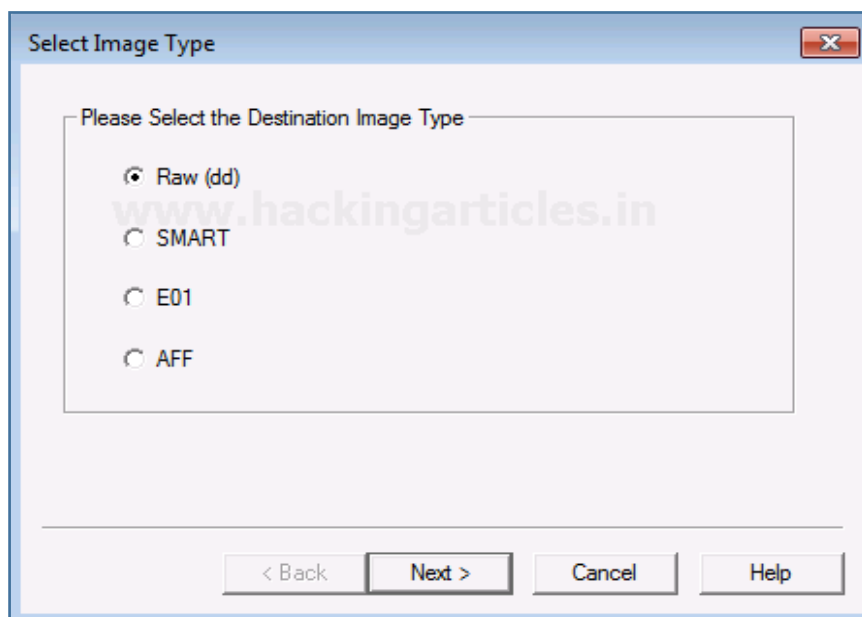 Select Image Type
Please Select the Destination Image Type
Raw (dd)
www.hackingarticles.in
SMART
E01
AFF
< Back
Next >
Cancel
Help